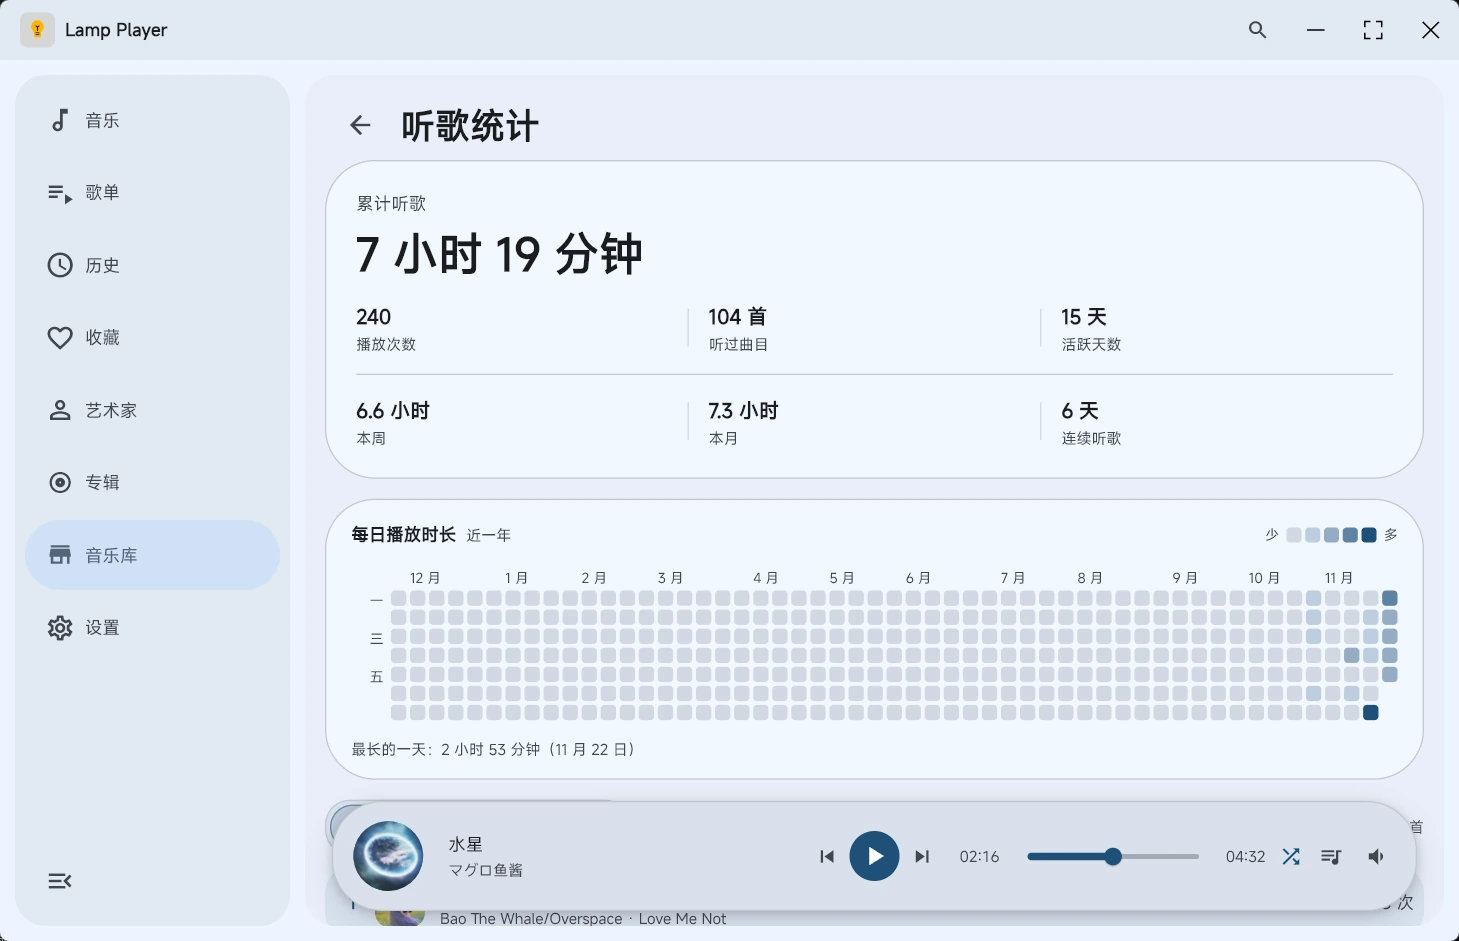 Lamp Player
音乐
歌单
历史
收藏
艺术家
专辑
音乐库
设置
听歌统计
累计听歌
7 小时 19 分钟
240
播放次数
104 首
听过曲目
15 天
活跃天数
6.6 小时
本周
7.3 小时
本月
6 天
连续听歌
每日播放时长 近一年
少 多
12 月 1 月 2 月 3 月 4 月 5 月 6 月 7 月 8 月 9 月 10 月 11 月
一
三
五
最长的一天：2 小时 53 分钟（11 月 22 日）
首
水星
マグロ鱼酱
02:16
04:32
次
Bao The Whale/Overspace · Love Me Not